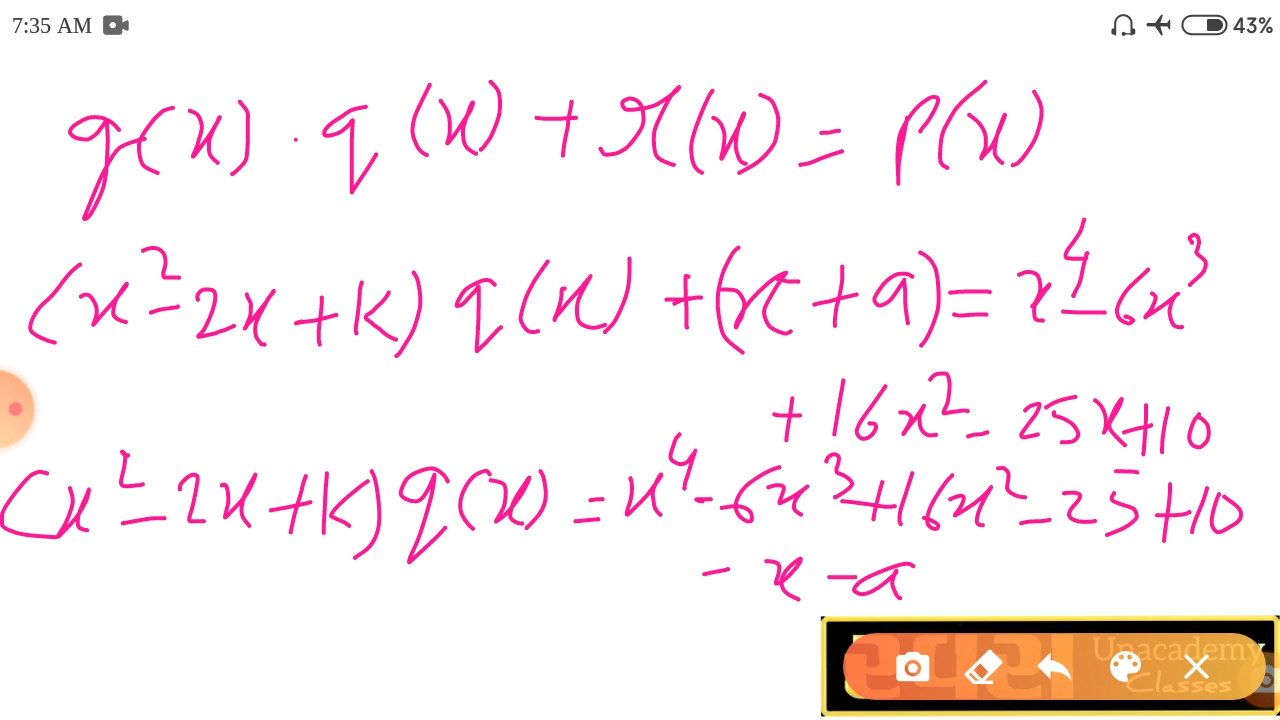 7:35 AM 43%
g(x) · q(x) + r(x) = p(x)
(x² - 2x + k) q(x) + (x + a) = x⁴ - 6x³
+ 16x² - 25x + 10
(x² - 2x + k) q(x) = x⁴ - 6x³ + 16x² - 25 + 10
- x - a
Unacademy
Classes